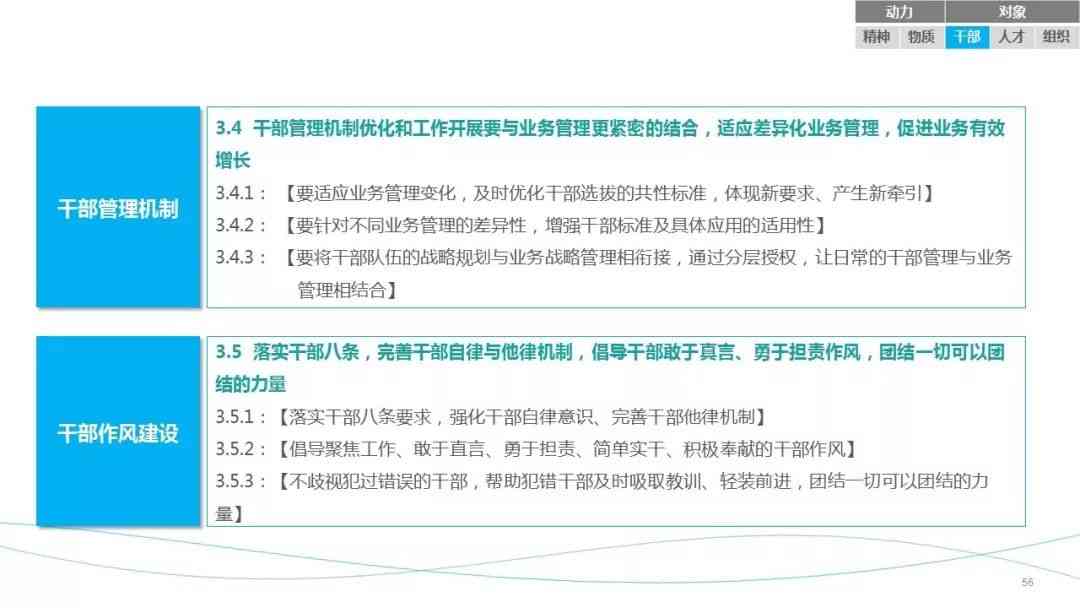 动力 对象
精神 物质 干部 人才 组织
干部管理机制
3.4 干部管理机制优化和工作开展要与业务管理更紧密的结合，适应差异化业务管理，促进业务有效
增长
3.4.1：【要适应业务管理变化，及时优化干部选拔的共性标准，体现新要求、产生新牵引】
3.4.2：【要针对不同业务管理的差异性，增强干部标准及具体应用的适用性】
3.4.3：【要将干部队伍的战略规划与业务战略管理相衔接，通过分层授权，让日常的干部管理与业务
管理相结合】
干部作风建设
3.5 落实干部八条，完善干部自律与他律机制，倡导干部敢于真言、勇于担责作风，团结一切可以团
结的力量
3.5.1：【落实干部八条要求，强化干部自律意识、完善干部他律机制】
3.5.2：【倡导聚焦工作、敢于直言、勇于担责、简单实干、积极奉献的干部作风】
3.5.3：【不歧视犯过错误的干部，帮助犯错干部及时吸取教训、轻装前进，团结一切可以团结的力
量】
56